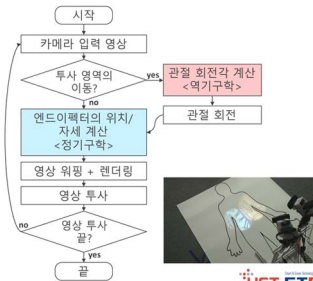 시작
카메라 입력 영상
투사 영역의
이동?
yes
관절 회전각 계산
<역기구학>
no
관절 회전
엔드이펙터의 위치/
자세 계산
<정기구학>
영상 워핑 + 렌더링
영상 투사
no
영상 투사
끝?
yes
끝